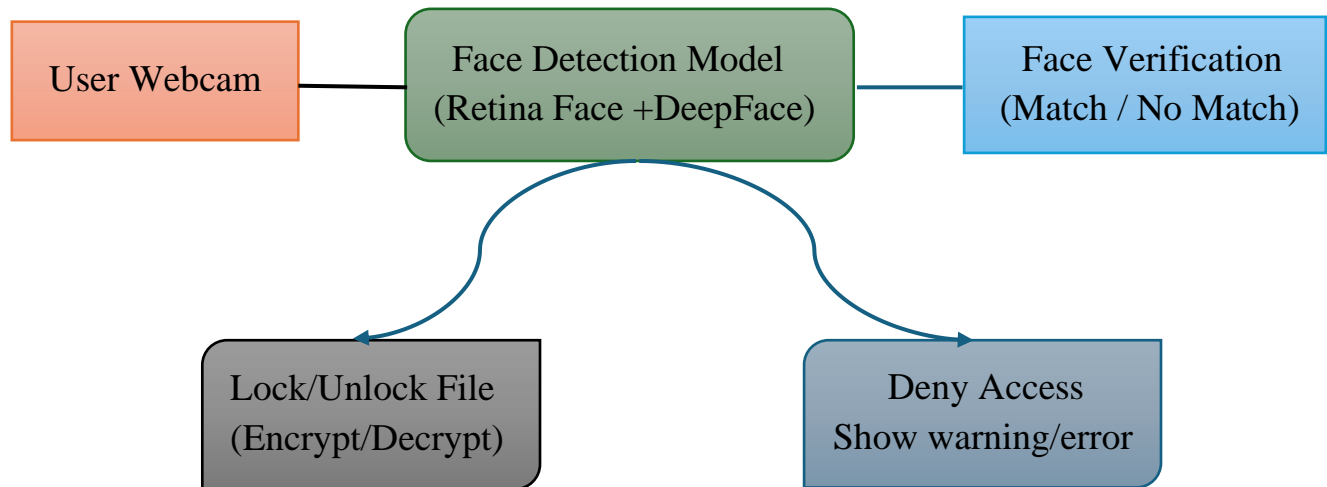 User Webcam
Face Detection Model
(Retina Face +DeepFace)
Face Verification
(Match / No Match)
Lock/Unlock File
(Encrypt/Decrypt)
Deny Access
Show warning/error